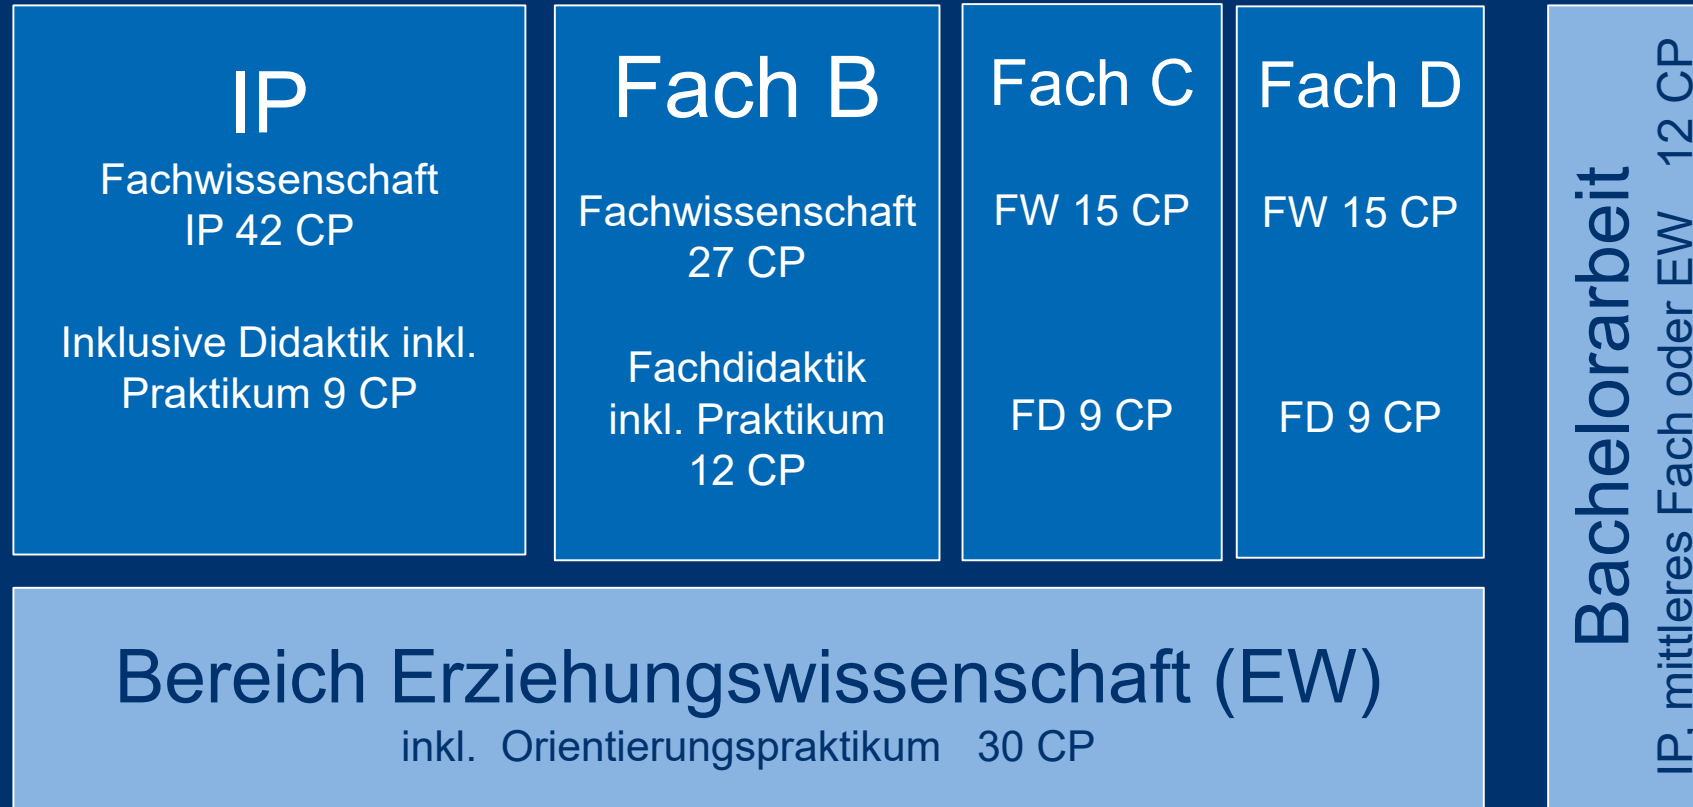 IP
Fachwissenschaft
IP 42 CP
Inklusive Didaktik inkl.
Praktikum 9 CP
Fach B
Fachwissenschaft
27 CP
Fachdidaktik
inkl. Praktikum
12 CP
Fach C
FW 15 CP
FD 9 CP
Fach D
FW 15 CP
FD 9 CP
Bereich Erziehungswissenschaft (EW)
inkl. Orientierungspraktikum 30 CP
Bachelorarbeit
IP, mittleres Fach oder EW 12 CP